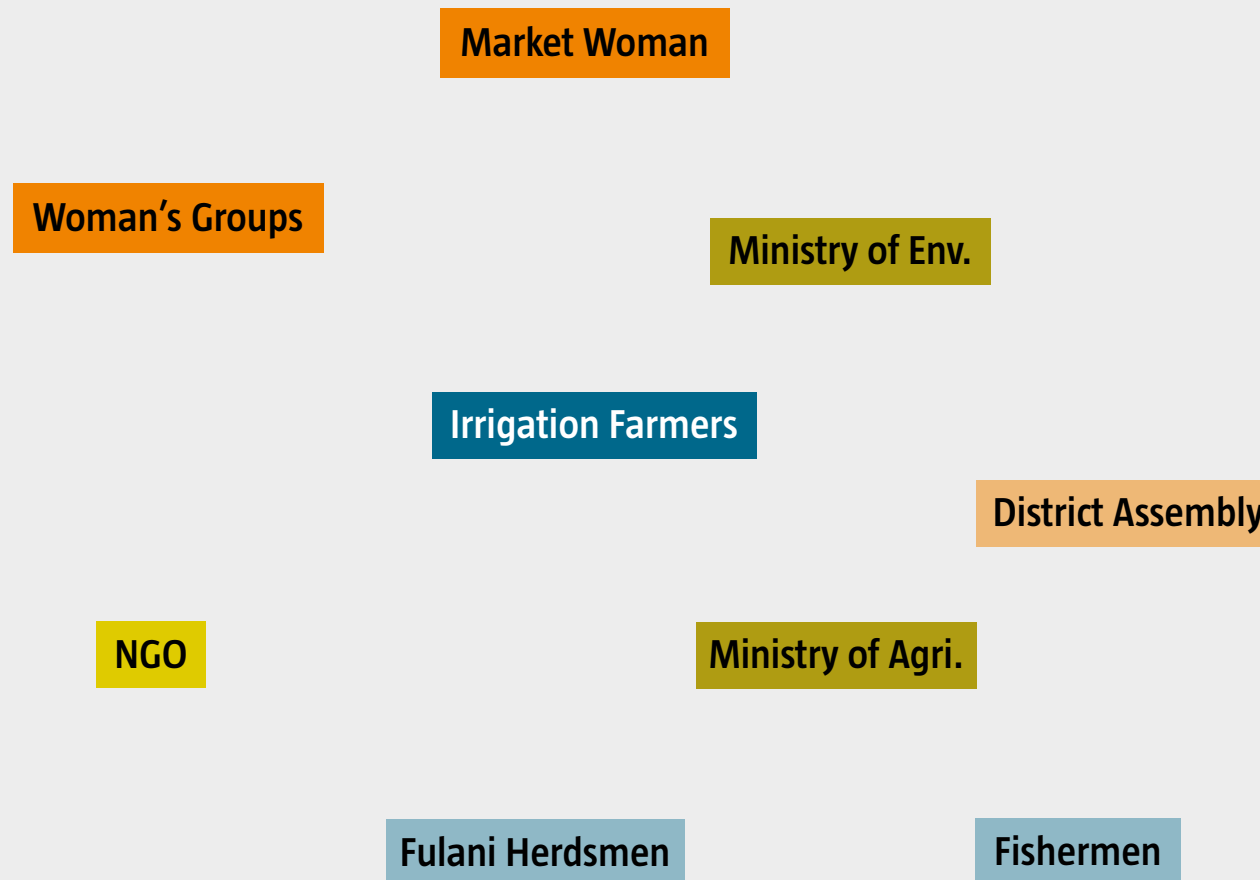 Market Woman
Woman’s Groups
Ministry of Env.
Irrigation Farmers
District Assembly
NGO
Ministry of Agri.
Fulani Herdsmen
Fishermen